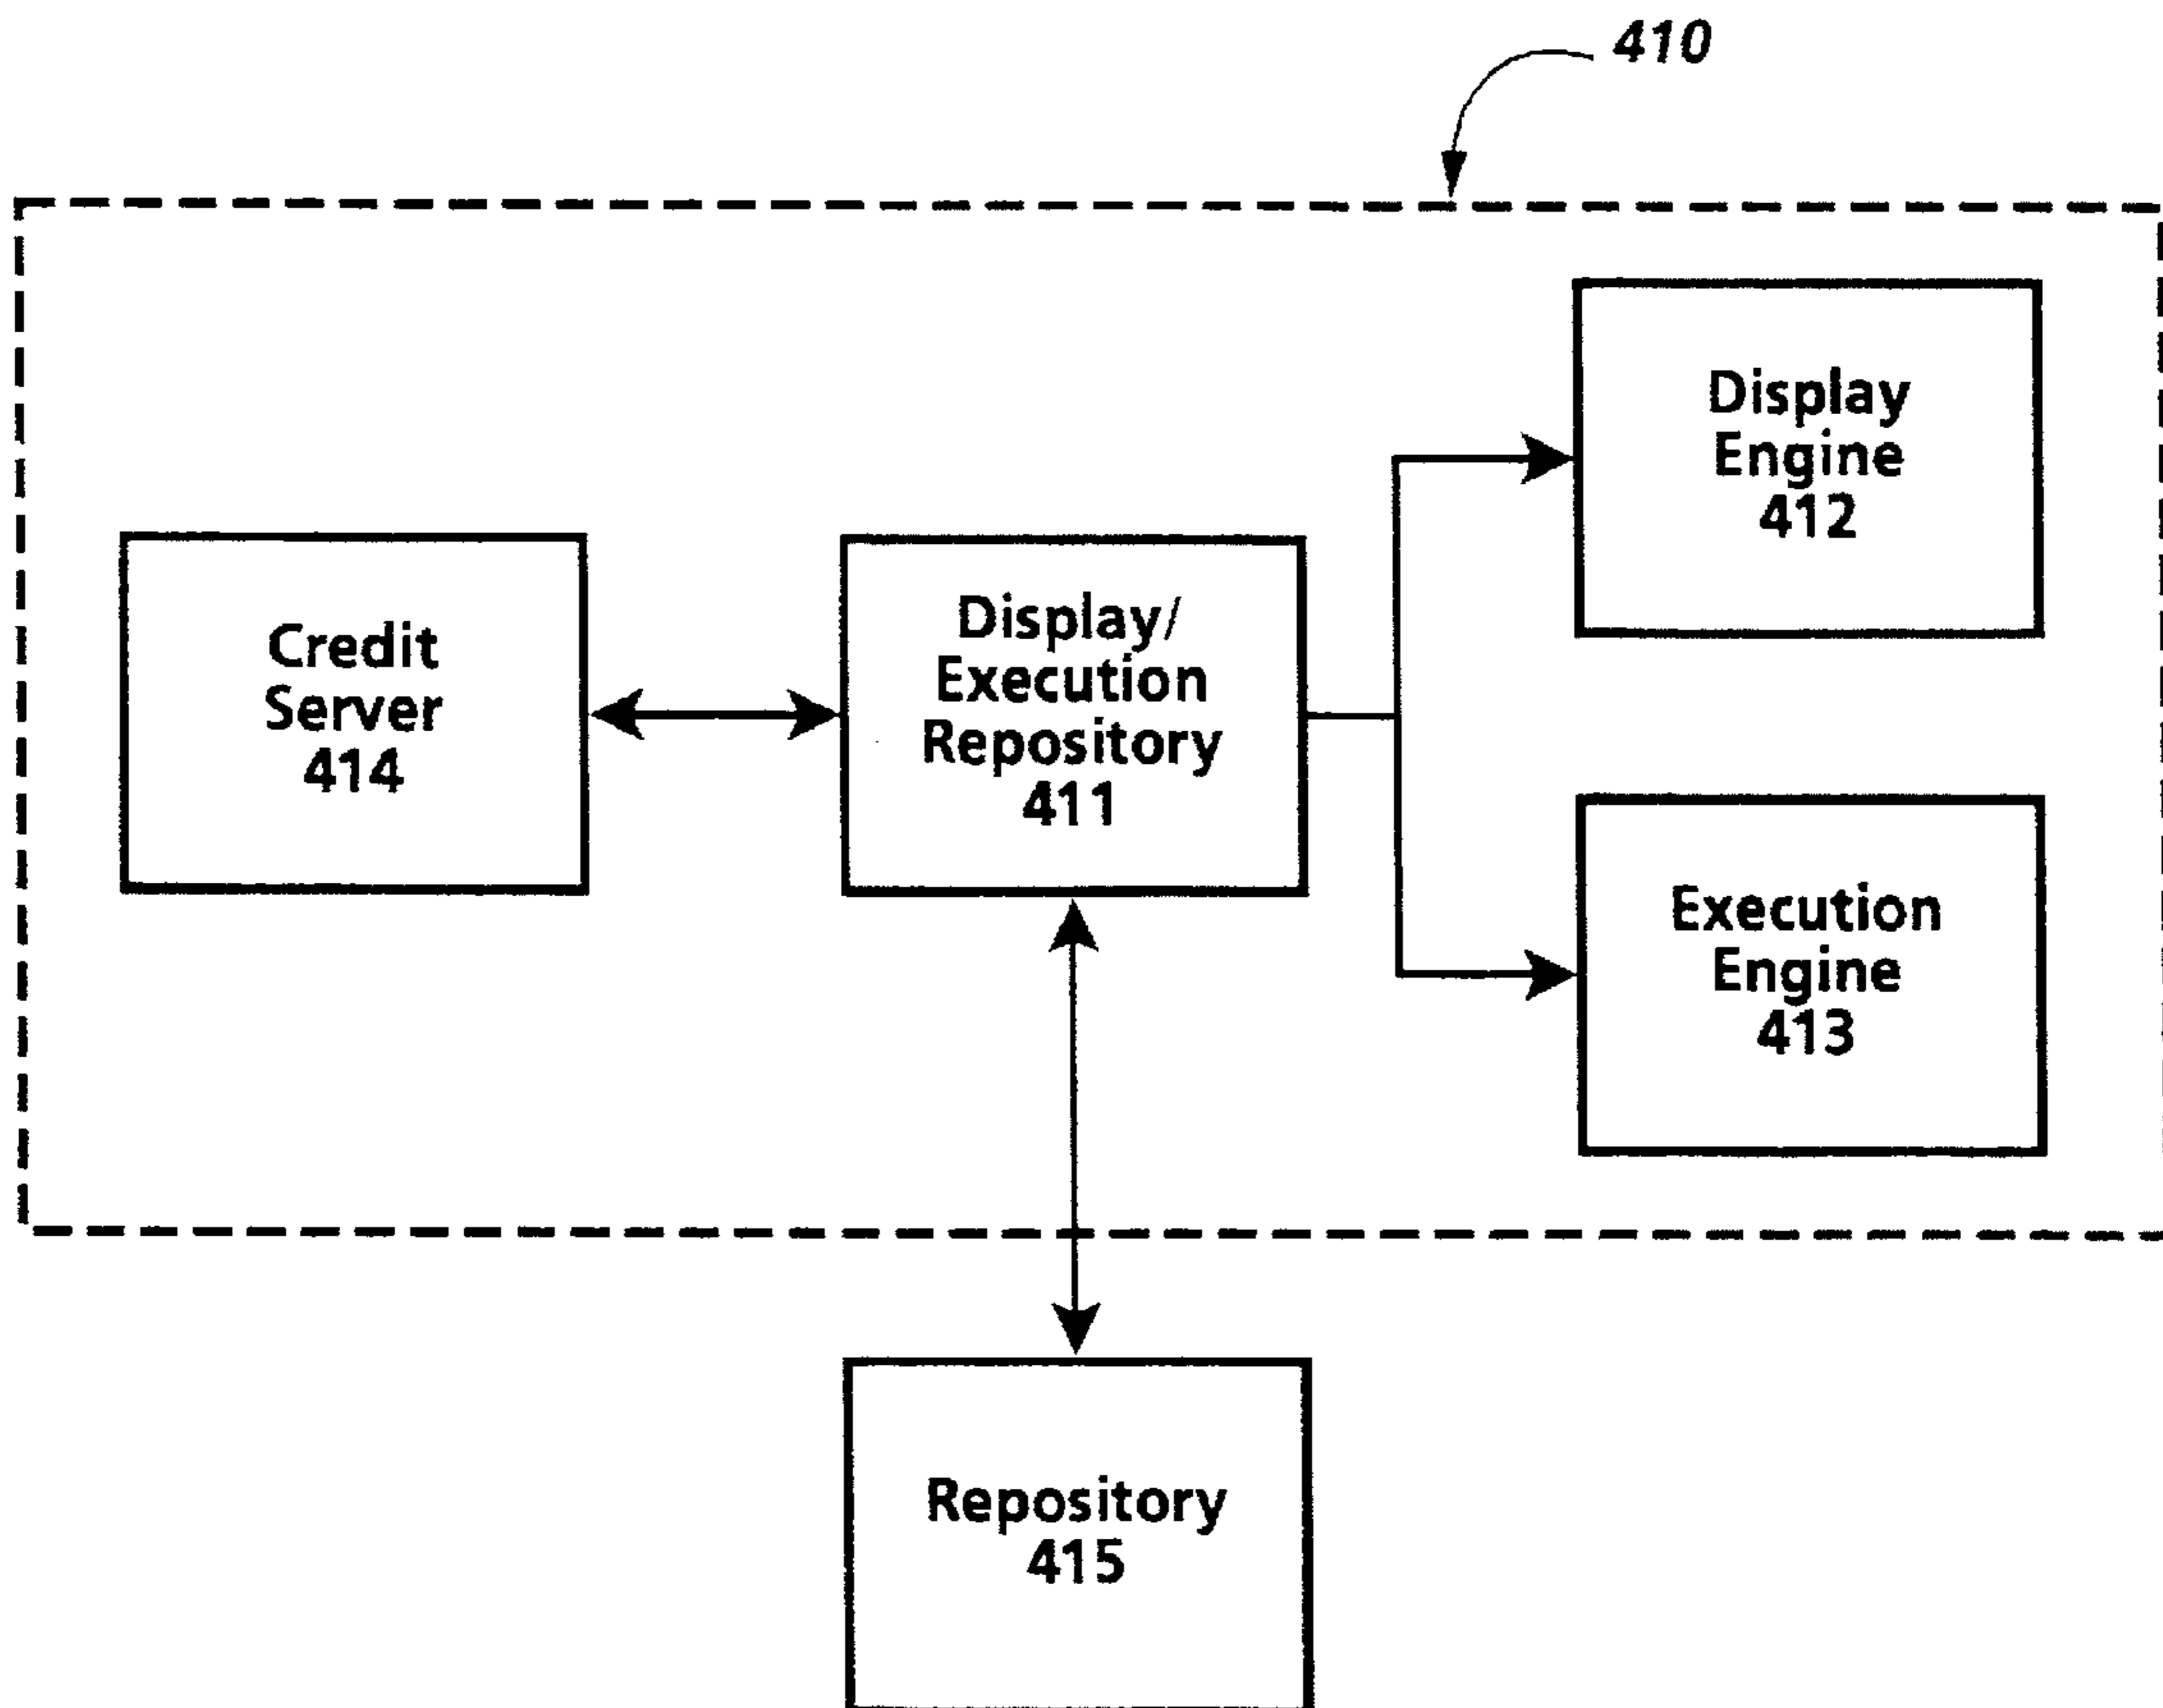 410
Display
Engine
412
Credit
Server
414
Display/
Execution
Repository
411
Execution
Engine
413
Repository
415